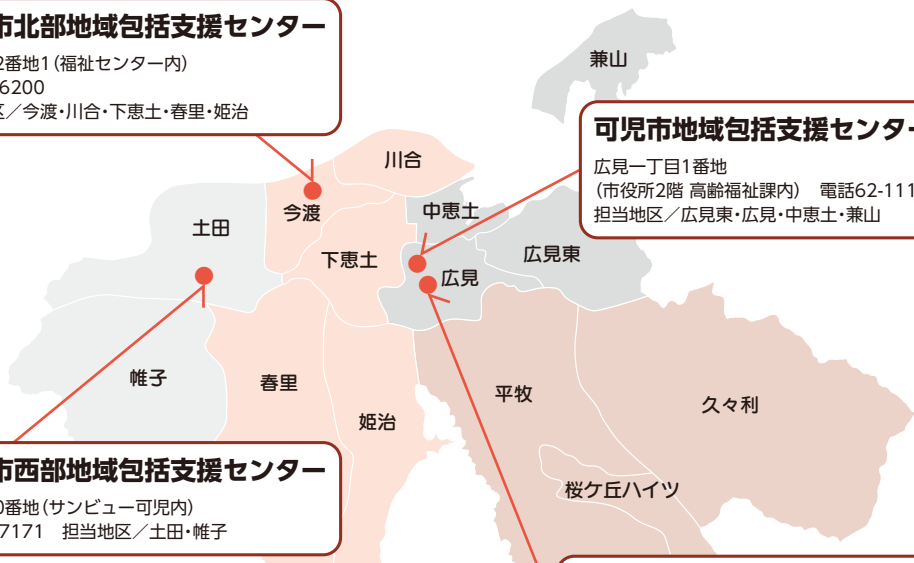 市北部地域包括支援センター
2番地1(福祉センター内)
6200
区／今渡・川合・下恵土・春里・姫治
兼山
可児市地域包括支援センター
広見一丁目1番地
(市役所2階 高齢福祉課内) 電話62-111
担当地区／広見東・広見・中恵土・兼山
川合
今渡
中恵土
土田
下恵土
広見東
広見
帷子
春里
平牧
久々利
姫治
桜ケ丘ハイツ
市西部地域包括支援センター
0番地(サンビュー可児内)
7171 担当地区／土田・帷子